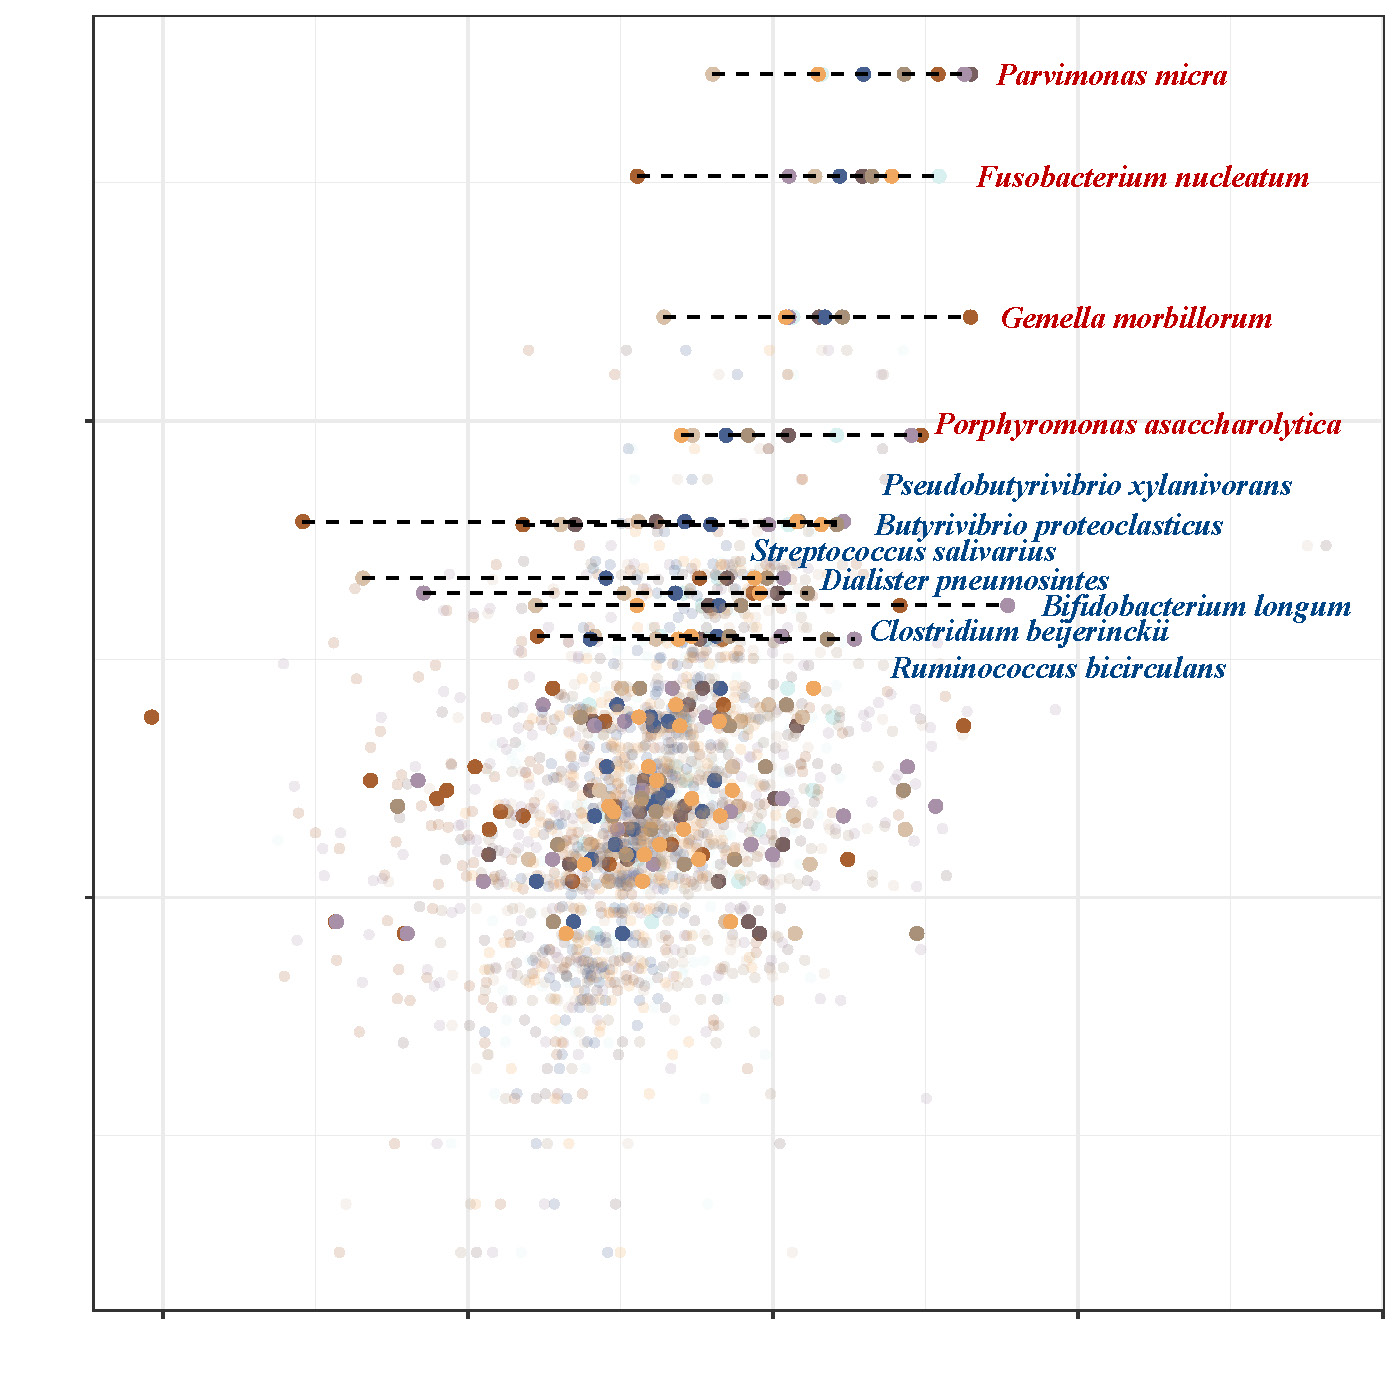 Parvimonas micra
Fusobacterium nucleatum
Gemella morbillorum
Porphyromonas asaccharolytica
Pseudobutyrivibrio xylanivorans
Butyrivibrio proteoclasticus
Streptococcus salivarius
Dialister pneumosintes
Bifidobacterium longum
Clostridium beijerinckii
Ruminococcus bicirculans